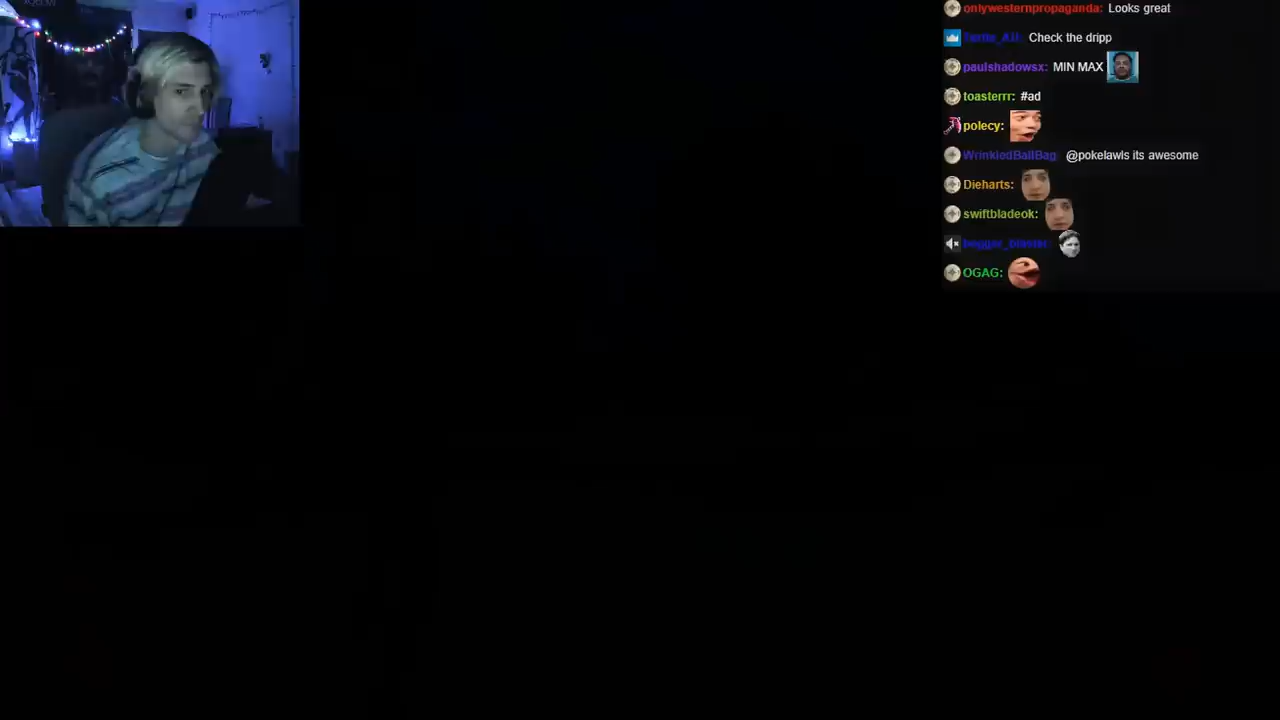 onlywesternpropaganda: Looks great
Check the dripp
paulshadowsx: MIN MAX
toasterrr: #ad
polecy:
WrinkledBallBag: @pokelawls its awesome
Dieharts:
swiftbladeok:
OGAG: